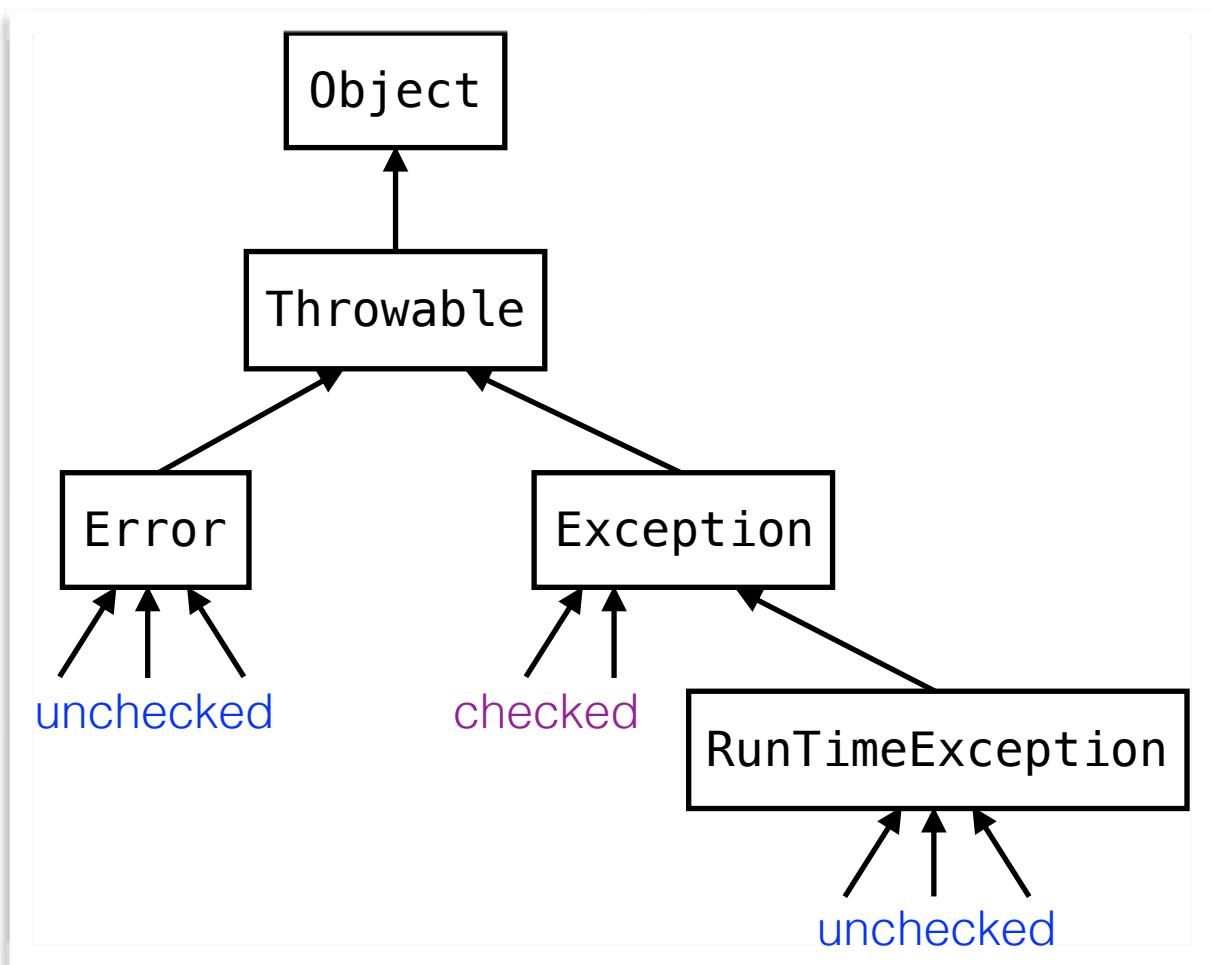 Object
Throwable
Error
Exception
unchecked
checked
RunTimeException
unchecked